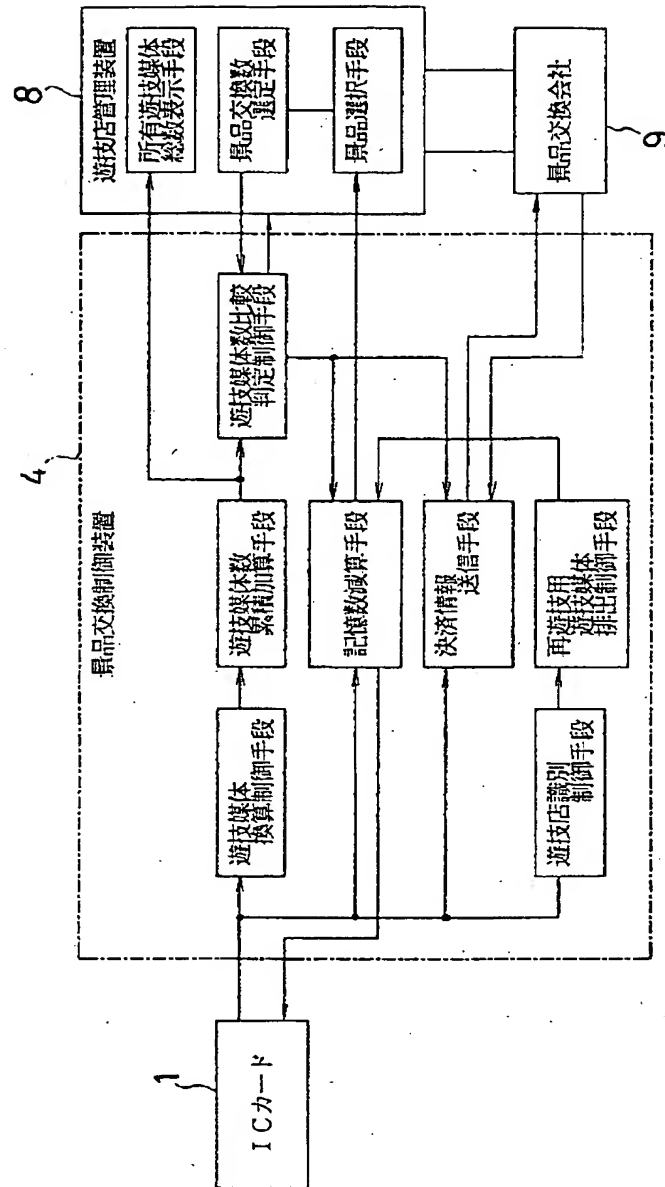 1
ICカード
4
景品交換制御装置
遊技媒体
換算制御手段
遊技媒体数
累積加算手段
遊技媒体数比較
判定制御手段
記憶数減算手段
決済情報
送信手段
遊技店識別
制御手段
再遊技用
遊技媒体
排出制御手段
8
遊技店管理装置
所有遊技媒体
総数表示手段
景品交換数
選定手段
景品選択手段
景品交換会社
9